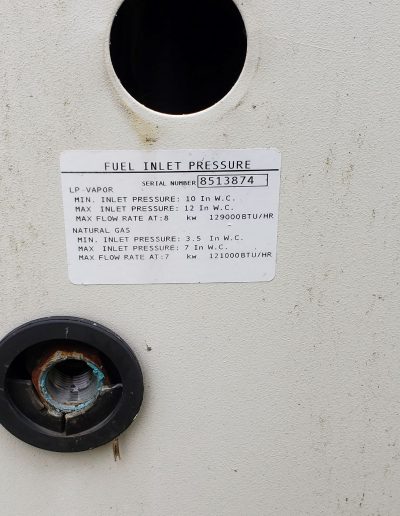 FUEL INLET PRESSURE
SERIAL NUMBER 8513874
LP VAPOR
MIN. INLET PRESSURE: 10 In W.C.
MAX INLET PRESSURE: 12 In W.C.
MAX FLOW RATE AT:8 kw 129000BTU/HR
NATURAL GAS -
MIN. INLET PRESSURE: 3.5 In W.C.
MAX INLET PRESSURE: 7 In W.C.
MAX FLOW RATE AT:7 kw 121000BTU/HR